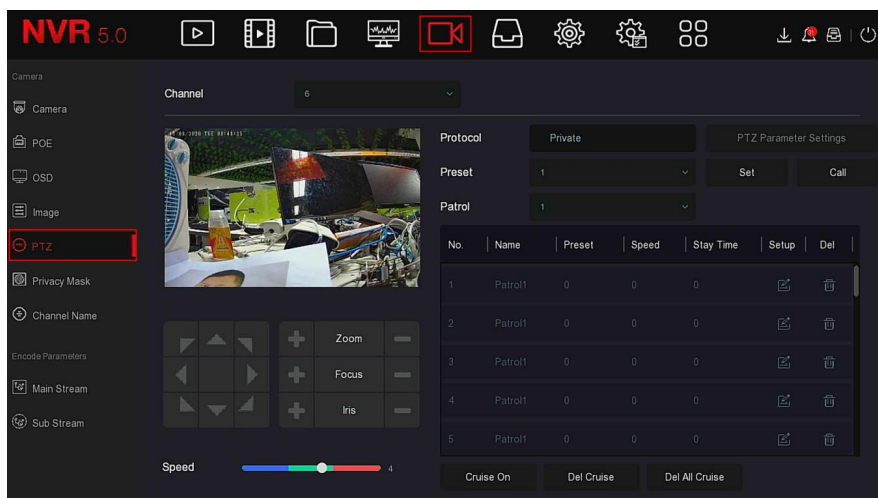 NVR 5.0
Camera
Camera
POE
OSD
Image
PTZ
Privacy Mask
Channel Name
Encode Parameters
Main Stream
Sub Stream
Channel 6
Protocol Private PTZ Parameter Settings
Preset 1 Set Call
Patrol 1
No. Name Preset Speed Stay Time Setup Del
1 Patrol1 0 0 0
2 Patrol1 0 0 0
3 Patrol1 0 0 0
4 Patrol1 0 0 0
5 Patrol1 0 0 0
Zoom
Focus
Iris
Speed 4
Cruise On Del Cruise Del All Cruise